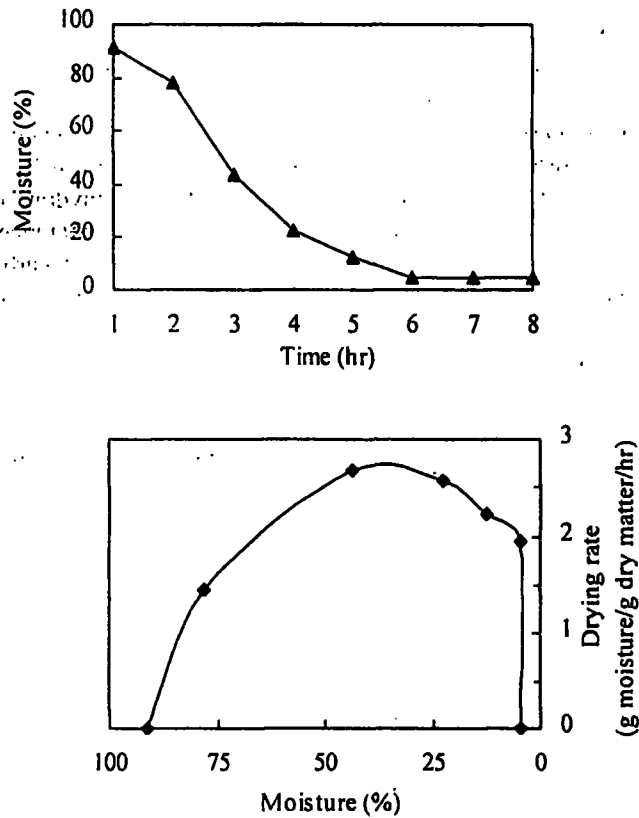 100
80
60
40
20
0
Moisture (%)
1 2 3 4 5 6 7 8
Time (hr)
3
2
1
0
Drying rate
(g moisture/g dry matter/hr)
100 75 50 25 0
Moisture (%)